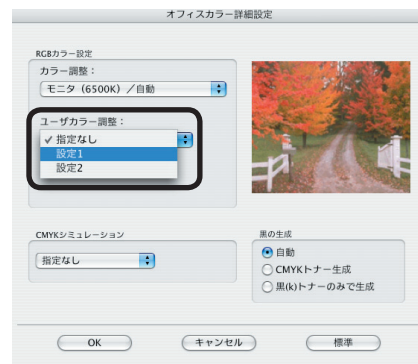 オフィスカラー詳細設定
RGBカラー設定
カラー調整：
モニタ（6500K）／自動
ユーザカラー調整：
✓ 指定なし
設定1
設定2
CMYKシミュレーション
指定なし
黒の生成
自動
CMYKトナー生成
黒(k)トナーのみで生成
OK
キャンセル
標準